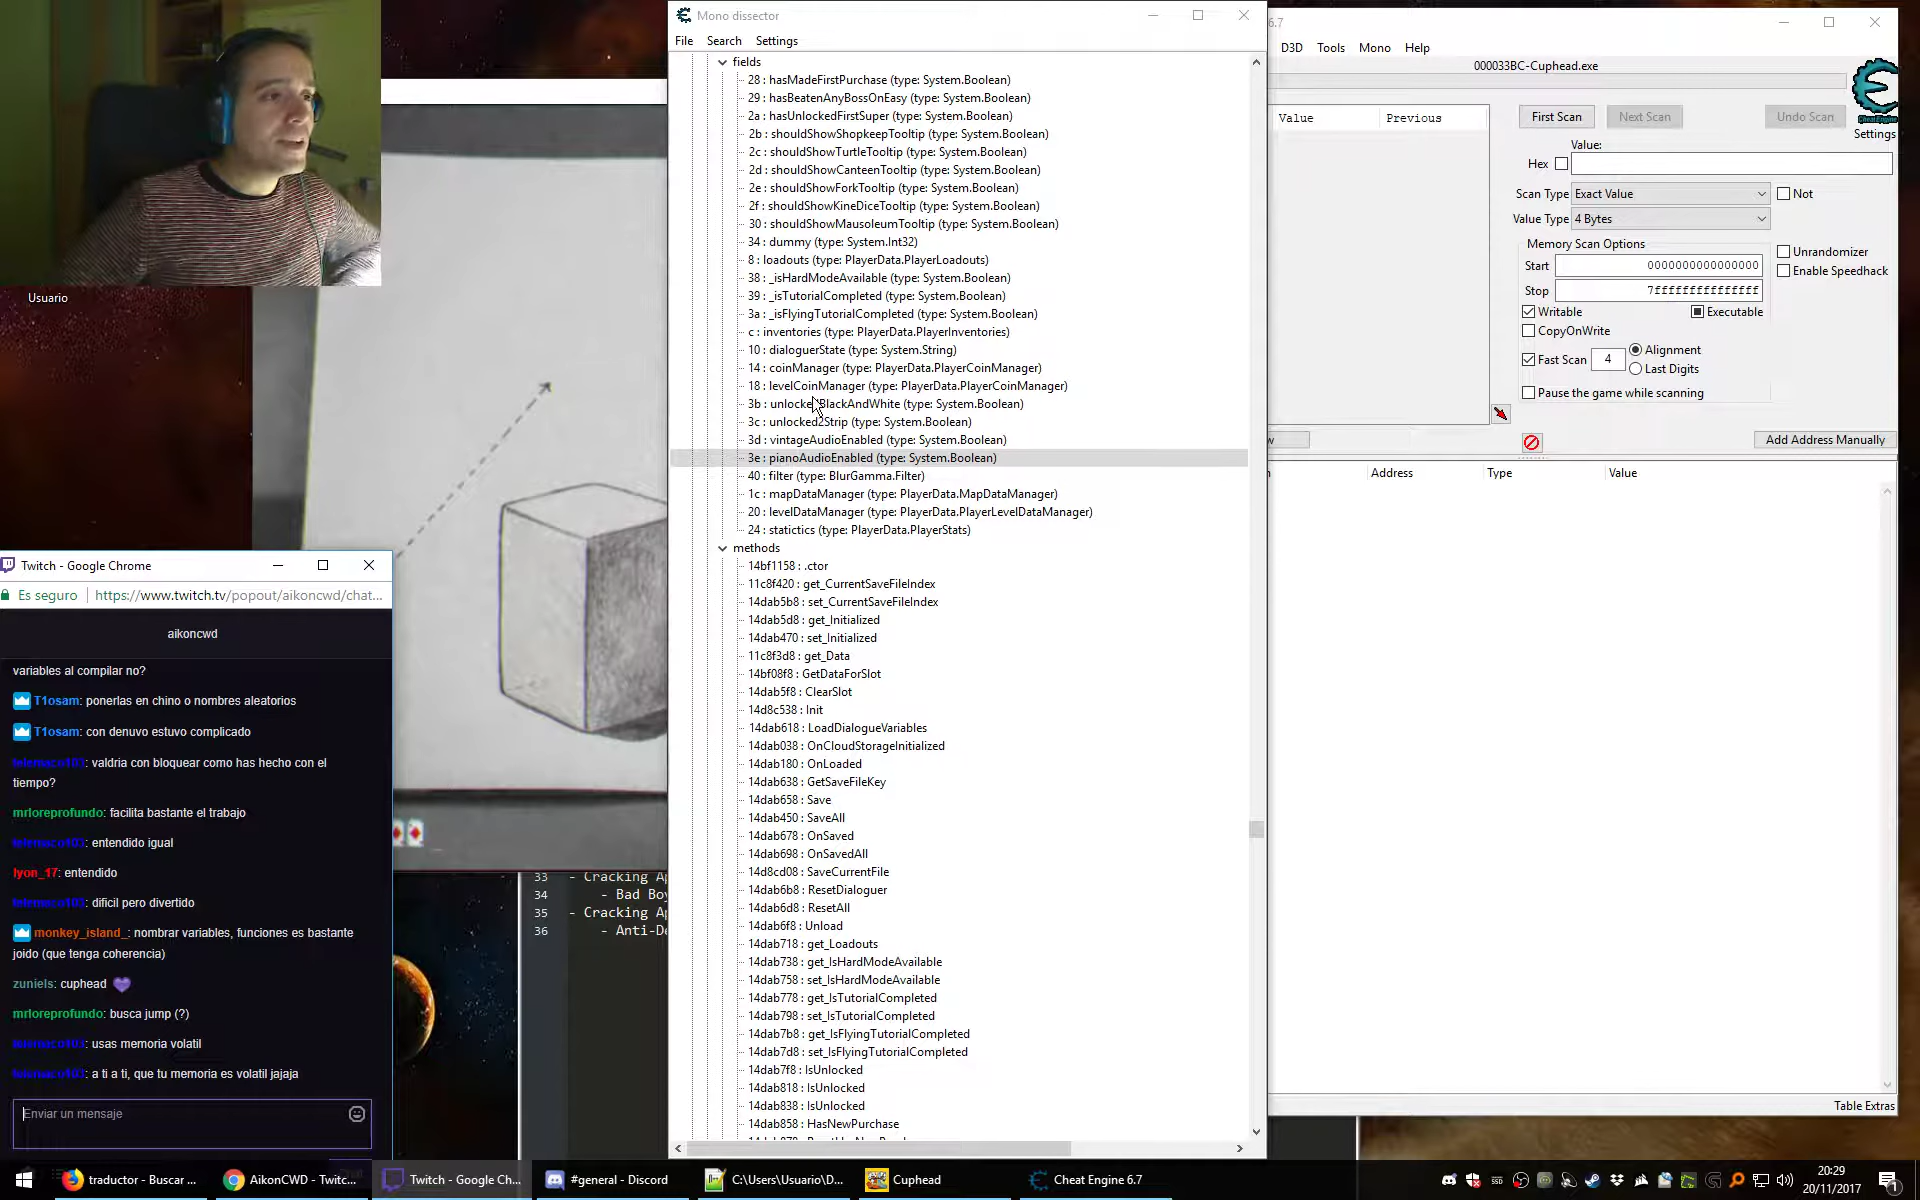 Mono dissector
File Search Settings
fields
28 : hasMadeFirstPurchase (type: System.Boolean)
29 : hasBeatenAnyBossOnEasy (type: System.Boolean)
2a : hasUnlockedFirstSuper (type: System.Boolean)
2b : shouldShowShopkeepTooltip (type: System.Boolean)
2c : shouldShowTurtleTooltip (type: System.Boolean)
2d : shouldShowCanteenTooltip (type: System.Boolean)
2e : shouldShowForkTooltip (type: System.Boolean)
2f : shouldShowKineDiceTooltip (type: System.Boolean)
30 : shouldShowMausoleumTooltip (type: System.Boolean)
34 : dummy (type: System.Int32)
8 : loadouts (type: PlayerData.PlayerLoadouts)
38 : _isHardModeAvailable (type: System.Boolean)
39 : _isTutorialCompleted (type: System.Boolean)
3a : _isFlyingTutorialCompleted (type: System.Boolean)
c : inventories (type: PlayerData.PlayerInventories)
10 : dialoguerState (type: System.String)
14 : coinManager (type: PlayerData.PlayerCoinManager)
18 : levelCoinManager (type: PlayerData.PlayerCoinManager)
3b : unlockedBlackAndWhite (type: System.Boolean)
3c : unlocked2Strip (type: System.Boolean)
3d : vintageAudioEnabled (type: System.Boolean)
3e : pianoAudioEnabled (type: System.Boolean)
40 : filter (type: BlurGamma.Filter)
1c : mapDataManager (type: PlayerData.MapDataManager)
20 : levelDataManager (type: PlayerData.PlayerLevelDataManager)
24 : statictics (type: PlayerData.PlayerStats)
methods
14bf1158 : .ctor
11c8f420 : get_CurrentSaveFileIndex
14dab5b8 : set_CurrentSaveFileIndex
14dab5d8 : get_Initialized
14dab470 : set_Initialized
11c8f3d8 : get_Data
14bf08f8 : GetDataForSlot
14dab5f8 : ClearSlot
14d8c538 : Init
14dab618 : LoadDialogueVariables
14dab038 : OnCloudStorageInitialized
14dab180 : OnLoaded
14dab638 : GetSaveFileKey
14dab658 : Save
14dab450 : SaveAll
14dab678 : OnSaved
14dab698 : OnSavedAll
14d8cd08 : SaveCurrentFile
14dab6b8 : ResetDialoguer
14dab6d8 : ResetAll
14dab6f8 : Unload
14dab718 : get_Loadouts
14dab738 : get_IsHardModeAvailable
14dab758 : set_IsHardModeAvailable
14dab778 : get_IsTutorialCompleted
14dab798 : set_IsTutorialCompleted
14dab7b8 : get_IsFlyingTutorialCompleted
14dab7d8 : set_IsFlyingTutorialCompleted
14dab7f8 : IsUnlocked
14dab818 : IsUnlocked
14dab838 : IsUnlocked
14dab858 : HasNewPurchase
6.7
D3D Tools Mono Help
000033BC-Cuphead.exe
Value Previous
First Scan Next Scan Undo Scan
Cheat Engine
Settings
Value:
Hex
Scan Type Exact Value Not
Value Type 4 Bytes
Memory Scan Options
Start 0000000000000000
Stop 7fffffffffffffff
Unrandomizer
Enable Speedhack
Writable Executable
CopyOnWrite
Fast Scan 4 Alignment
Last Digits
Pause the game while scanning
Add Address Manually
Address Type Value
Table Extras
Usuario
Twitch - Google Chrome
Es seguro https://www.twitch.tv/popout/aikoncwd/chat...
aikoncwd
variables al compilar no?
T1osam: ponerlas en chino o nombres aleatorios
T1osam: con denuvo estuvo complicado
telemaco103: valdria con bloquear como has hecho con el
tiempo?
mrloreprofundo: facilita bastante el trabajo
telemaco103: entendido igual
lyon_17: entendido
telemaco103: dificil pero divertido
monkey_island_: nombrar variables, funciones es bastante
joido (que tenga coherencia)
zuniels: cuphead
mrloreprofundo: busca jump (?)
telemaco103: usas memoria volatil
telemaco103: a ti a ti, que tu memoria es volatil jajaja
Enviar un mensaje
33 - Cracking Ap
34 - Bad Boy
35 - Cracking Ap
36 - Anti-De
traductor - Buscar ...
AikonCWD - Twitc...
Twitch - Google Ch...
#general - Discord
C:\Users\Usuario\D...
Cuphead
Cheat Engine 6.7
20:29
20/11/2017
1